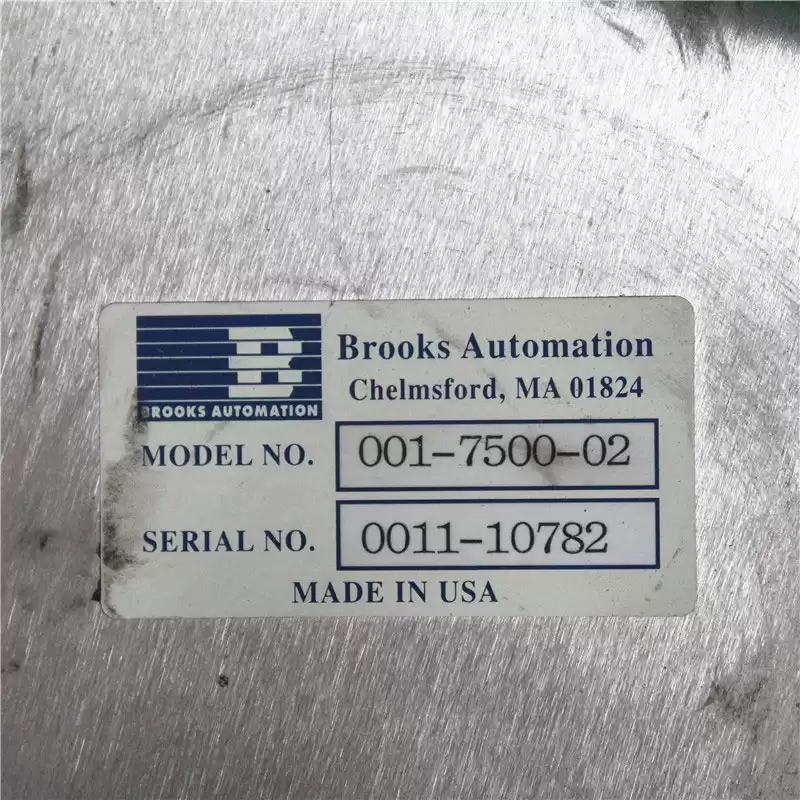 B
BROOKS AUTOMATION
Brooks Automation
Chelmsford, MA 01824
MODEL NO. 001-7500-02
SERIAL NO. 0011-10782
MADE IN USA